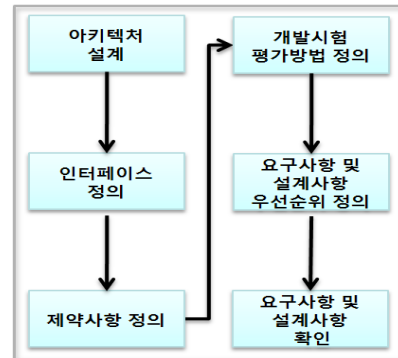 아키텍처
설계
인터페이스
정의
제약사항 정의
개발시험
평가방법 정의
요구사항 및
설계사항
우선순위 정의
요구사항 및
설계사항
확인